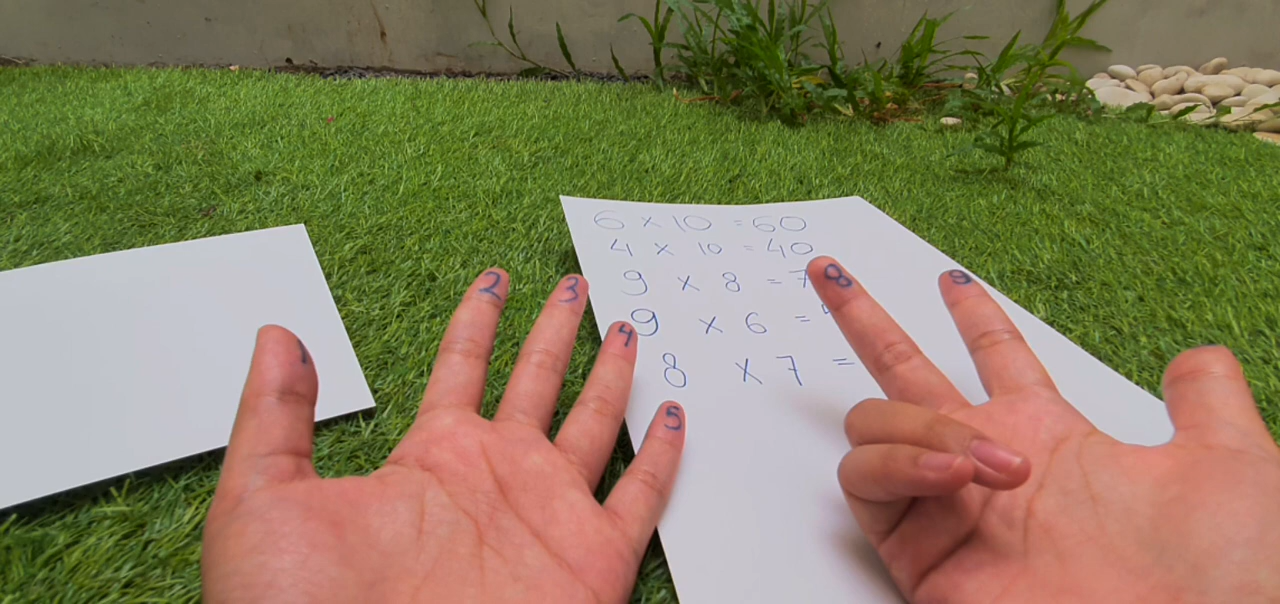 6 x 10 = 60
4 x 10 = 40
9 x 8 = 7
9 x 6 =
8 x 7 =
1 2 3 4 5 8 9